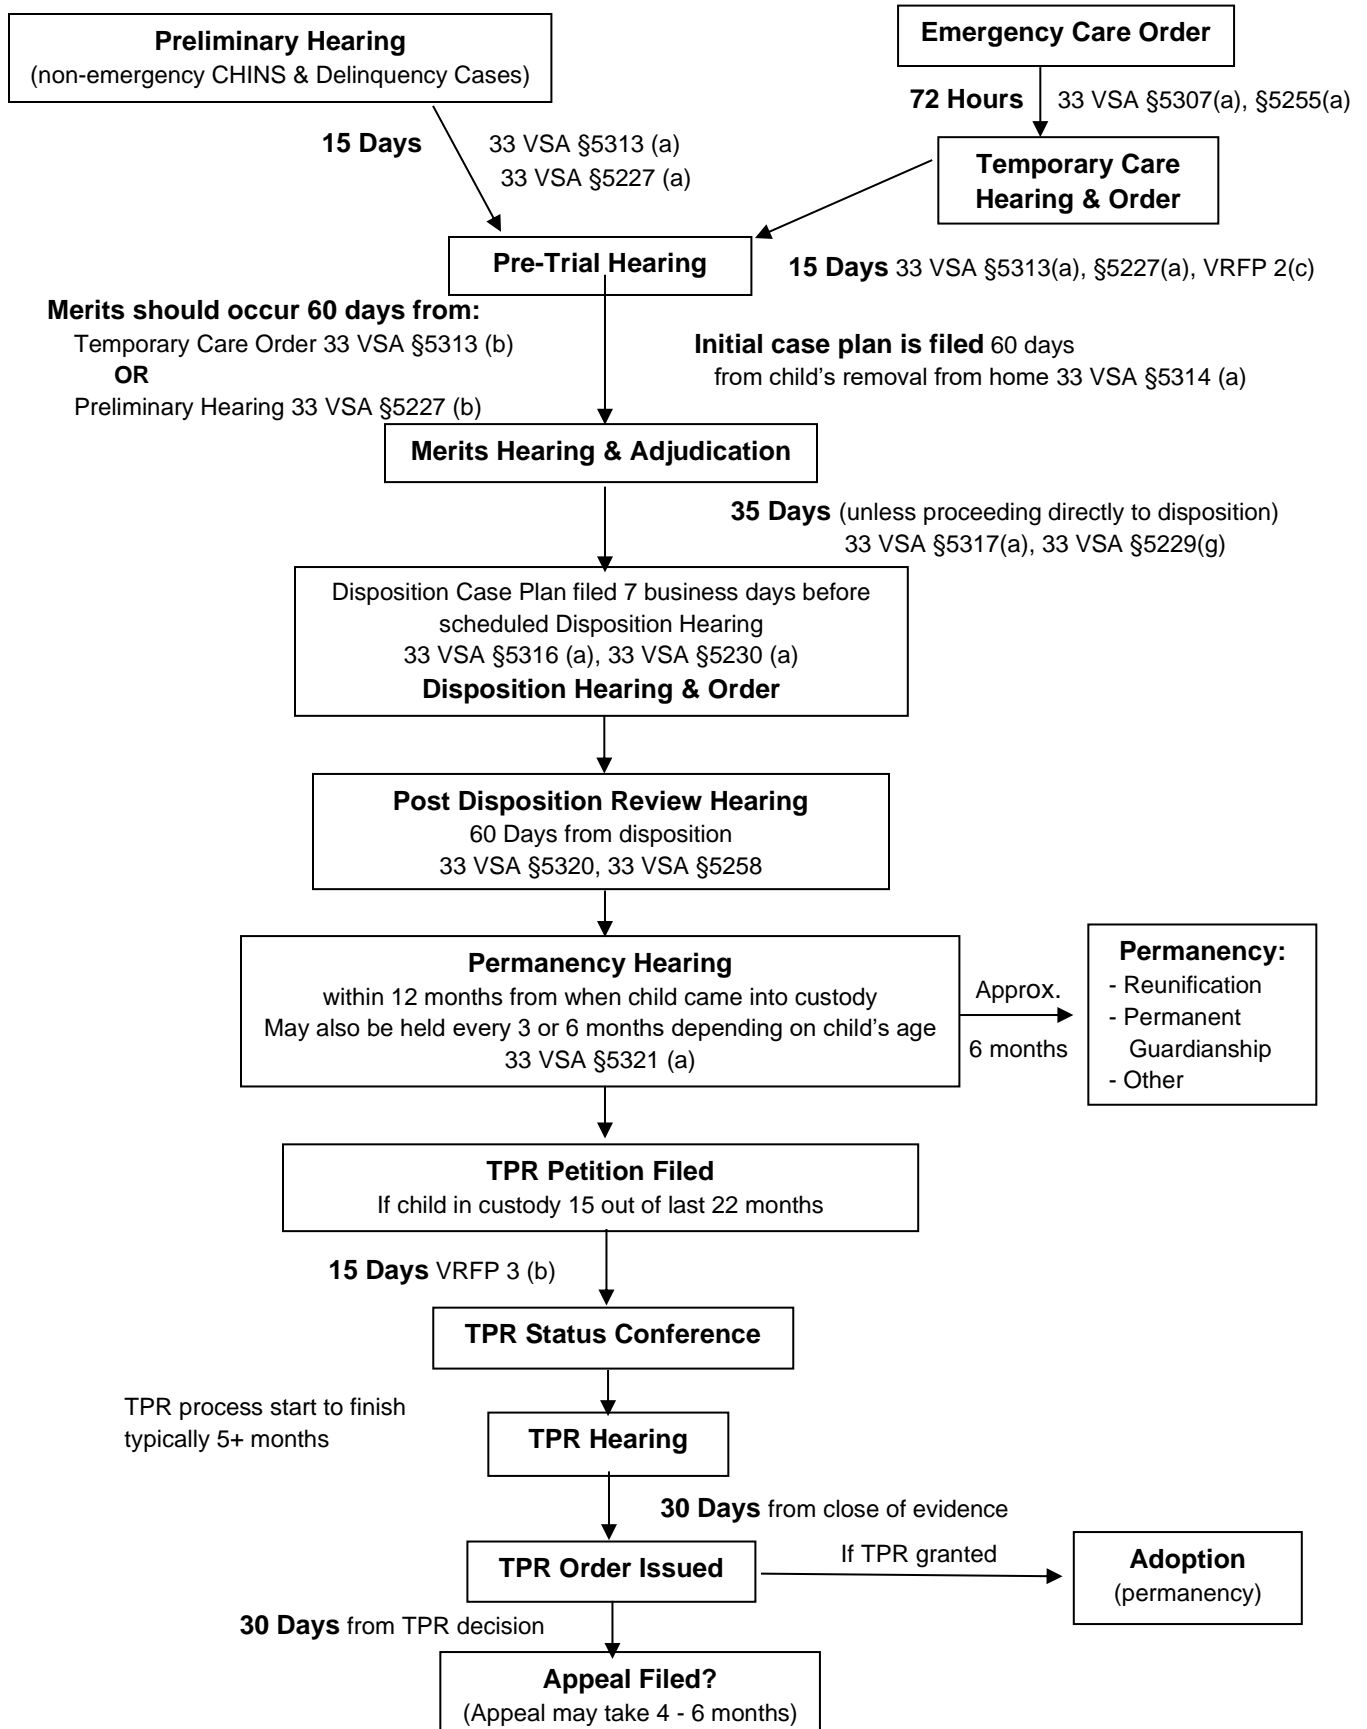 Preliminary Hearing
(non-emergency CHINS & Delinquency Cases)
Emergency Care Order
72 Hours 33 VSA §5307(a), §5255(a)
15 Days 33 VSA §5313 (a)
33 VSA §5227 (a)
Temporary Care
Hearing & Order
Pre-Trial Hearing
15 Days 33 VSA §5313(a), §5227(a), VRFP 2(c)
Merits should occur 60 days from:
Temporary Care Order 33 VSA §5313 (b)
OR
Preliminary Hearing 33 VSA §5227 (b)
Initial case plan is filed 60 days
from child's removal from home 33 VSA §5314 (a)
Merits Hearing & Adjudication
35 Days (unless proceeding directly to disposition)
33 VSA §5317(a), 33 VSA §5229(g)
Disposition Case Plan filed 7 business days before
scheduled Disposition Hearing
33 VSA §5316 (a), 33 VSA §5230 (a)
Disposition Hearing & Order
Post Disposition Review Hearing
60 Days from disposition
33 VSA §5320, 33 VSA §5258
Permanency Hearing
within 12 months from when child came into custody
May also be held every 3 or 6 months depending on child's age
33 VSA §5321 (a)
Approx.
6 months
Permanency:
- Reunification
- Permanent
Guardianship
- Other
TPR Petition Filed
If child in custody 15 out of last 22 months
15 Days VRFP 3 (b)
TPR Status Conference
TPR process start to finish
typically 5+ months
TPR Hearing
30 Days from close of evidence
TPR Order Issued
If TPR granted
Adoption
(permanency)
30 Days from TPR decision
Appeal Filed?
(Appeal may take 4 - 6 months)